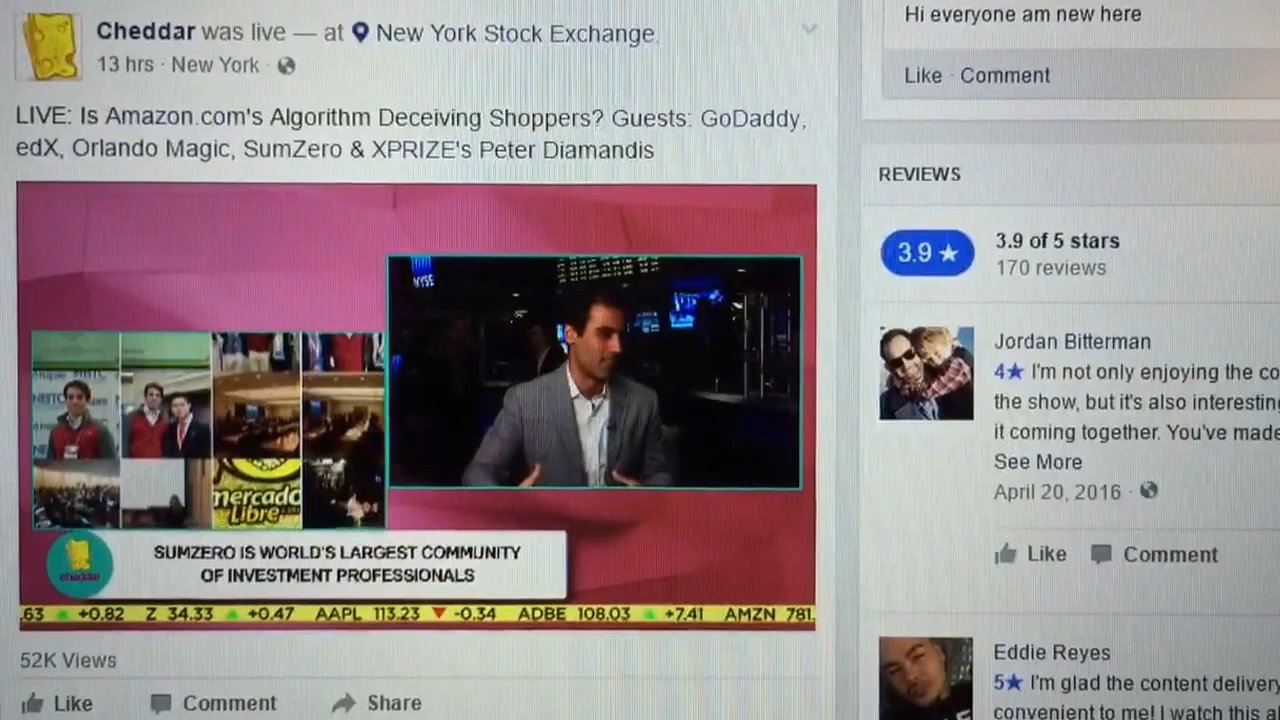 Cheddar was live — at New York Stock Exchange.
13 hrs · New York ·
LIVE: Is Amazon.com's Algorithm Deceiving Shoppers? Guests: GoDaddy,
edX, Orlando Magic, SumZero & XPRIZE's Peter Diamandis
NYSE
mercado
Libre
cheddar
SUMZERO IS WORLD'S LARGEST COMMUNITY
OF INVESTMENT PROFESSIONALS
.63 +0.82 Z 34.33 +0.47 AAPL 113.23 -0.34 ADBE 108.03 +7.41 AMZN 781.
52K Views
Like Comment Share
Hi everyone am new here
Like · Comment
REVIEWS
3.9 ★
3.9 of 5 stars
170 reviews
Jordan Bitterman
4★ I'm not only enjoying the co
the show, but it's also interesting
it coming together. You've made
See More
April 20, 2016 ·
Like Comment
Eddie Reyes
5★ I'm glad the content delivery
convenient to me! I watch this al